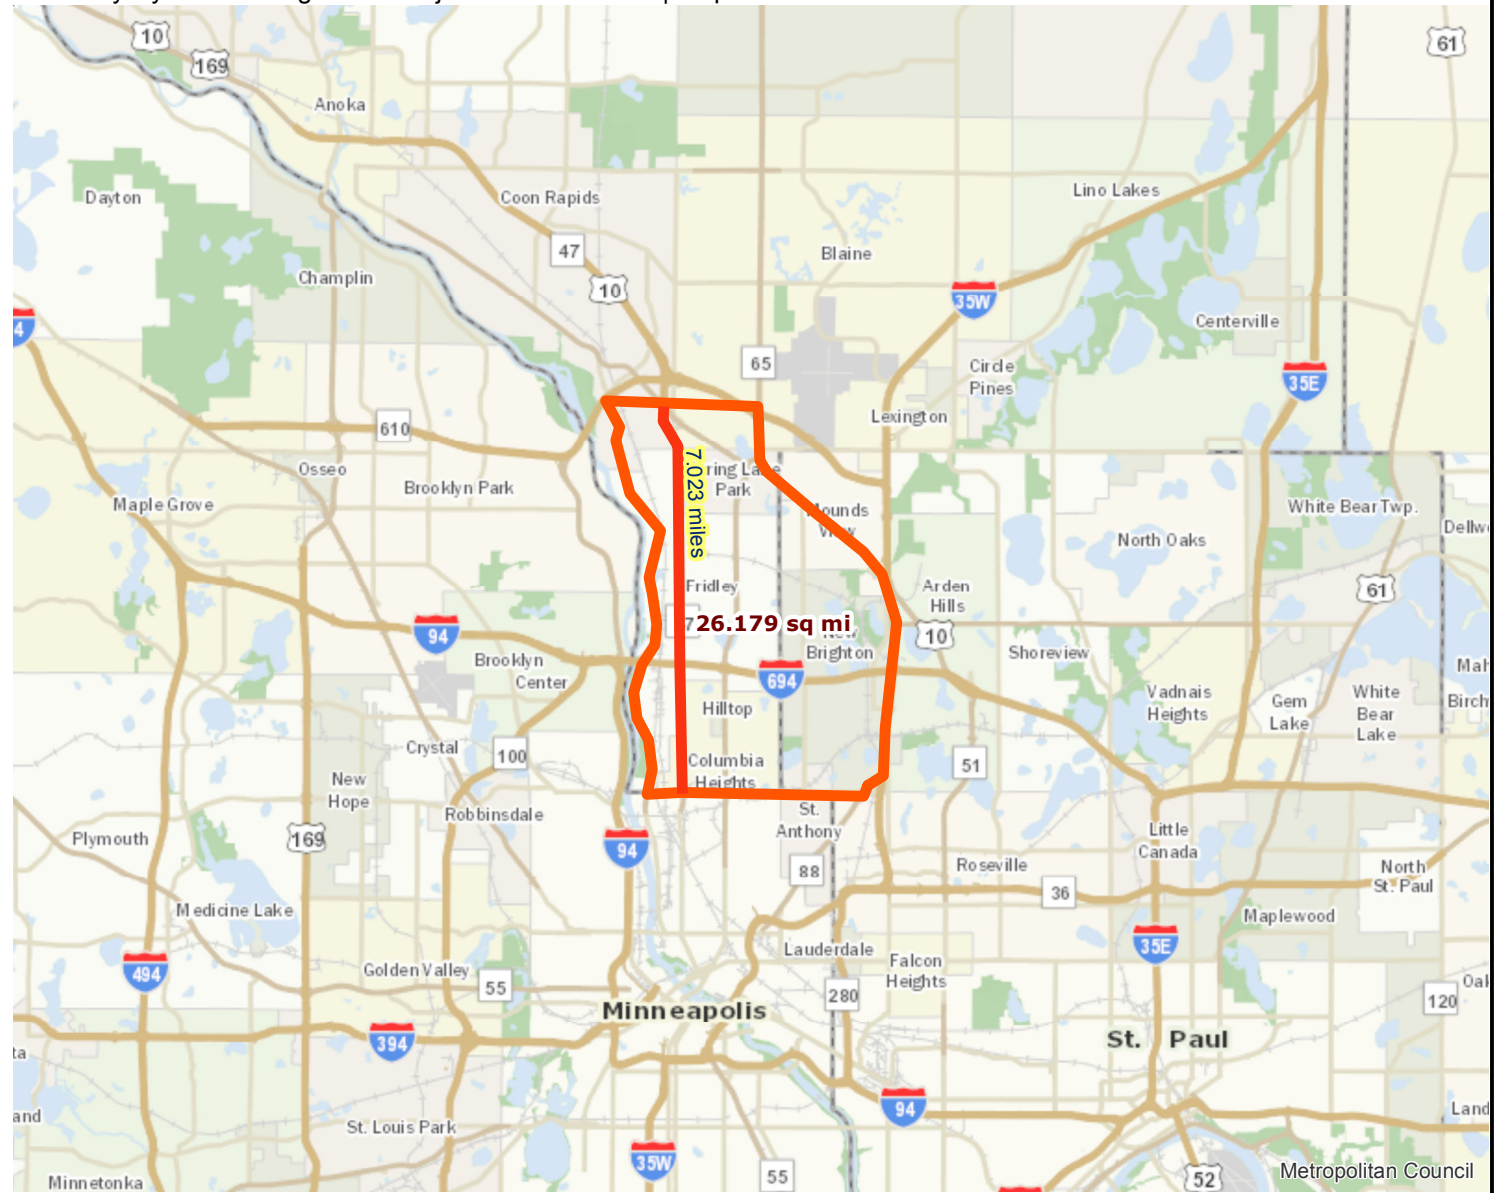 10
169
61
Anoka
Dayton
Coon Rapids
Lino Lakes
47
Blaine
Champlin
10
35W
4
Centerville
65
Circle
Pines
35E
Lexington
610
Osseo
ring La e
Park
Brooklyn Park
Maple Grove
White Bear Twp.
7.023 miles
North Oaks
Fridley
Arden
Hills
61
94
26.179 sq mi
10
Brighton
Shoreview
Brooklyn
Center
694
Vadnais
Heights
Gem
Lake
White
Bear
Lake
Hilltop
Crystal
100
Columbia
Heights
51
New
Hope
Robbinsdale
St.
Anthony
Plymouth
169
94
Little
Canada
88
Roseville
36
North
St. Paul
Medicine Lake
Maplewood
Lauderdale
35E
494
Golden Valley
55
Falcon
Heights
280
120
Minneapolis
394
St. Paul
94
St. Louis Park
35W
55
Minnetonka
52
Metropolitan Council